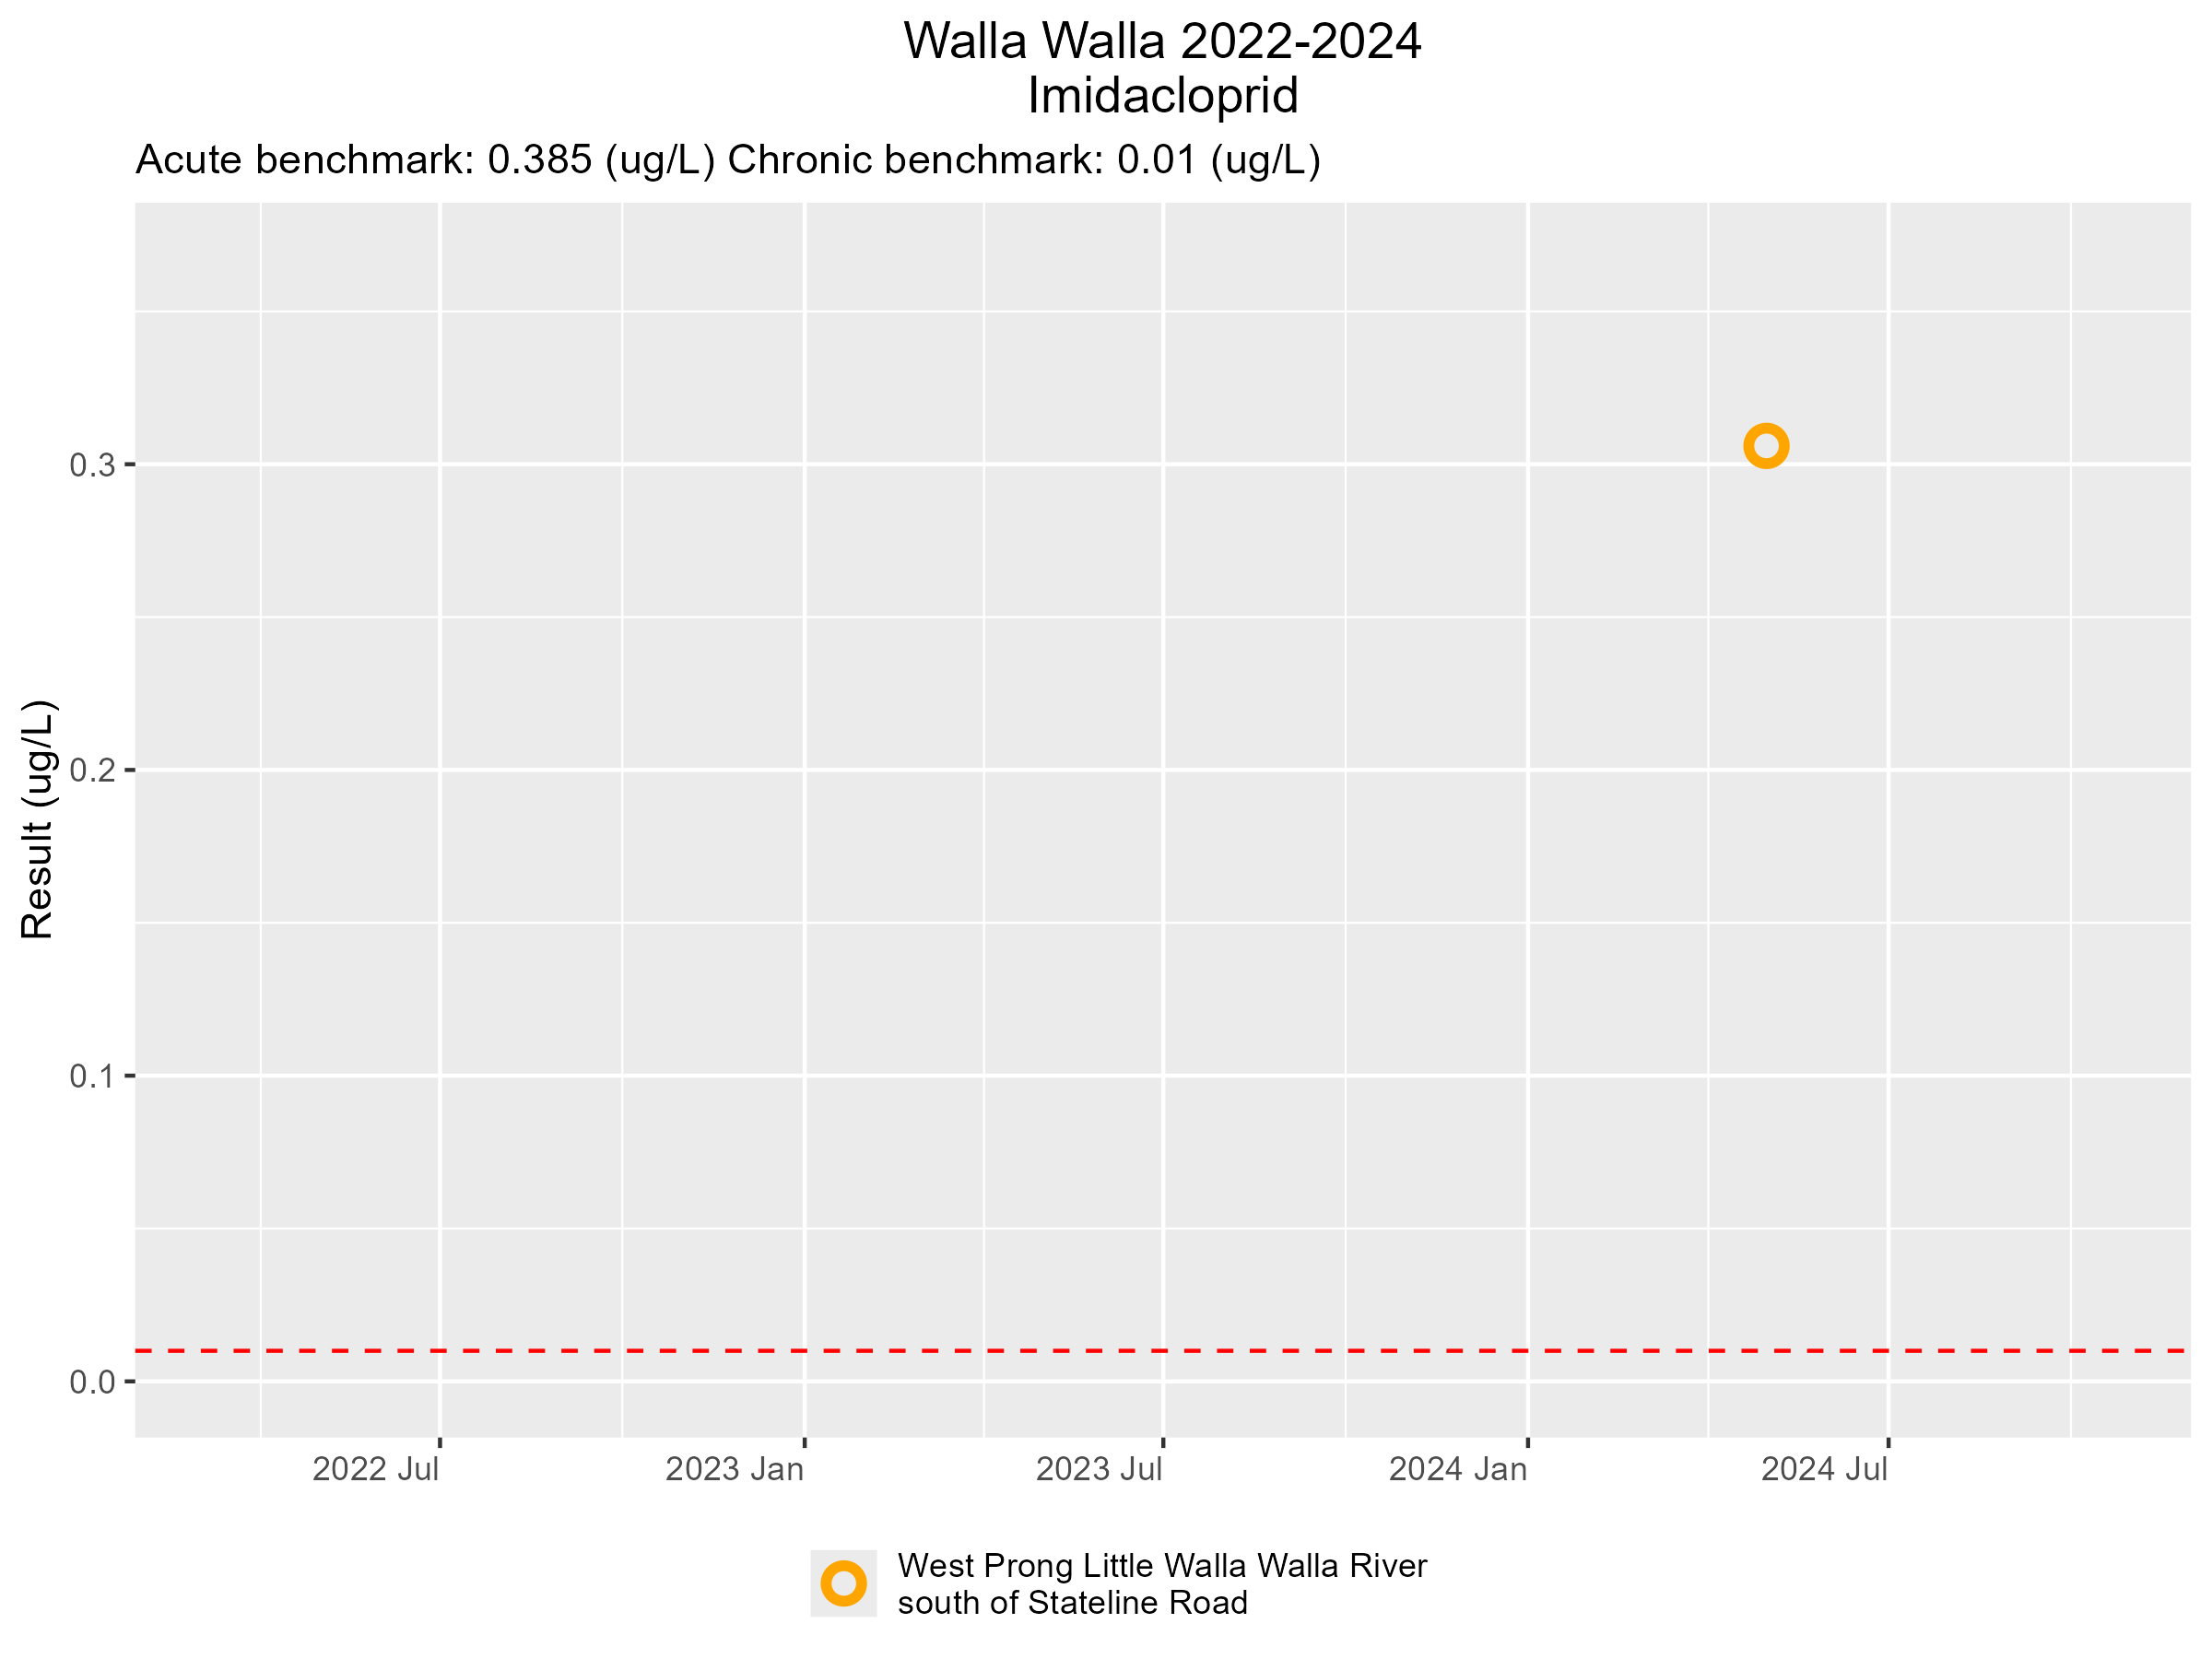 Walla Walla 2022-2024
Imidacloprid
Acute benchmark: 0.385 (ug/L) Chronic benchmark: 0.01 (ug/L)
Result (ug/L)
0.3
0.2
0.1
0.0
2022 Jul
2023 Jan
2023 Jul
2024 Jan
2024 Jul
West Prong Little Walla Walla River
south of Stateline Road